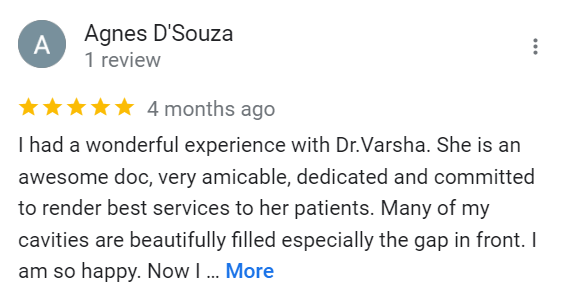 A
Agnes D'Souza
1 review
4 months ago
I had a wonderful experience with Dr.Varsha. She is an
awesome doc, very amicable, dedicated and committed
to render best services to her patients. Many of my
cavities are beautifully filled especially the gap in front. I
am so happy. Now I ... More